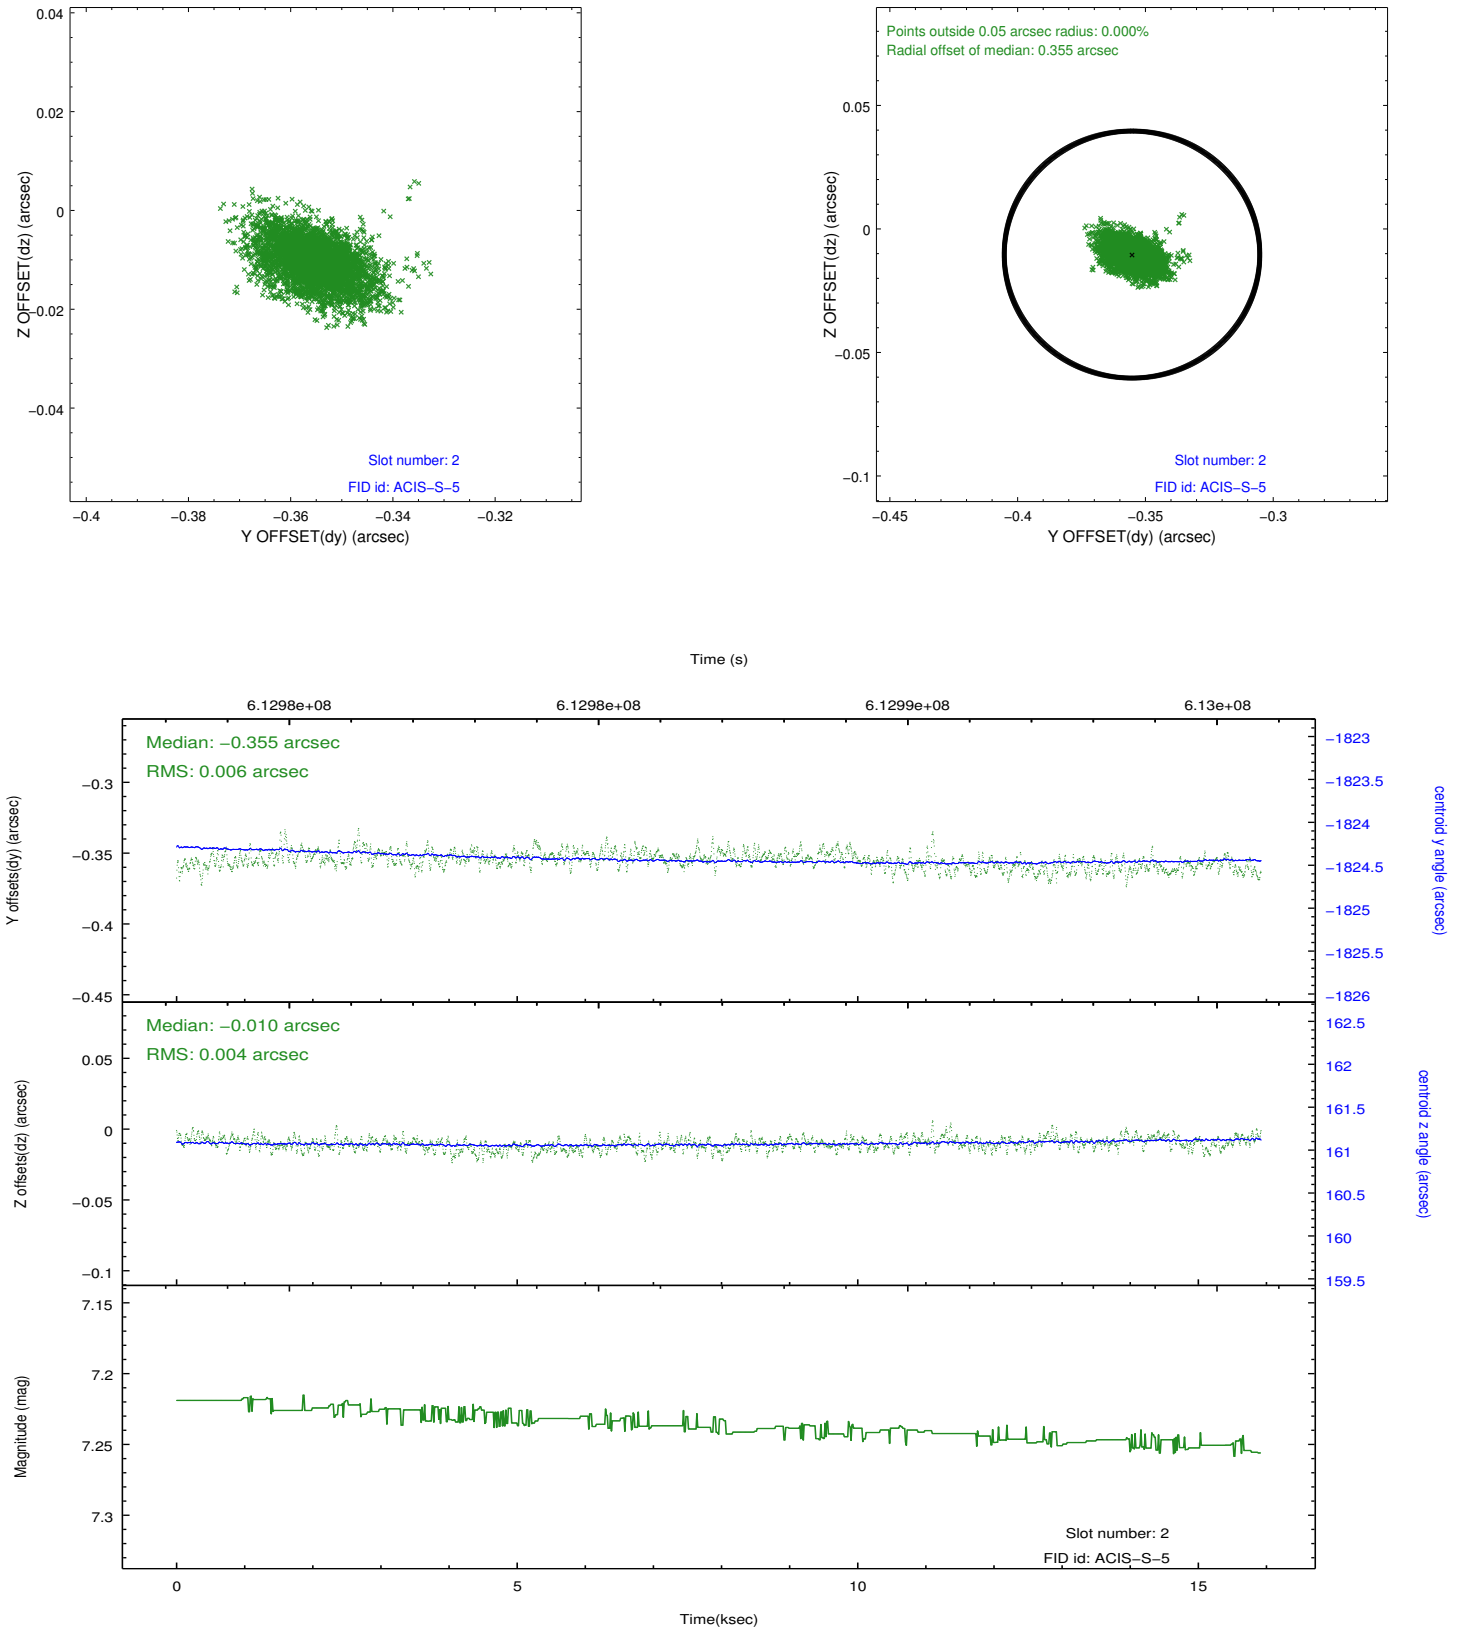 0.04
0.02
0
−0.02
−0.04
Z OFFSET(dz) (arcsec)
Slot number: 2
FID id: ACIS−S−5
−0.4
−0.38
−0.36
−0.34
−0.32
Y OFFSET(dy) (arcsec)
Points outside 0.05 arcsec radius: 0.000%
Radial offset of median: 0.355 arcsec
0.05
0
−0.05
−0.1
Z OFFSET(dz) (arcsec)
Slot number: 2
FID id: ACIS−S−5
−0.45
−0.4
−0.35
−0.3
Y OFFSET(dy) (arcsec)
Time (s)
6.1298e+08
6.1298e+08
6.1299e+08
6.13e+08
Median: −0.355 arcsec
RMS: 0.006 arcsec
−0.3
−0.35
−0.4
−0.45
Y offsets(dy) (arcsec)
−1823
−1823.5
−1824
−1824.5
−1825
−1825.5
−1826
centroid y angle (arcsec)
Median: −0.010 arcsec
RMS: 0.004 arcsec
0.05
0
−0.05
−0.1
Z offsets(dz) (arcsec)
162.5
162
161.5
161
160.5
160
159.5
centroid z angle (arcsec)
7.15
7.2
7.25
7.3
Magnitude (mag)
Slot number: 2
FID id: ACIS−S−5
0
5
10
15
Time(ksec)